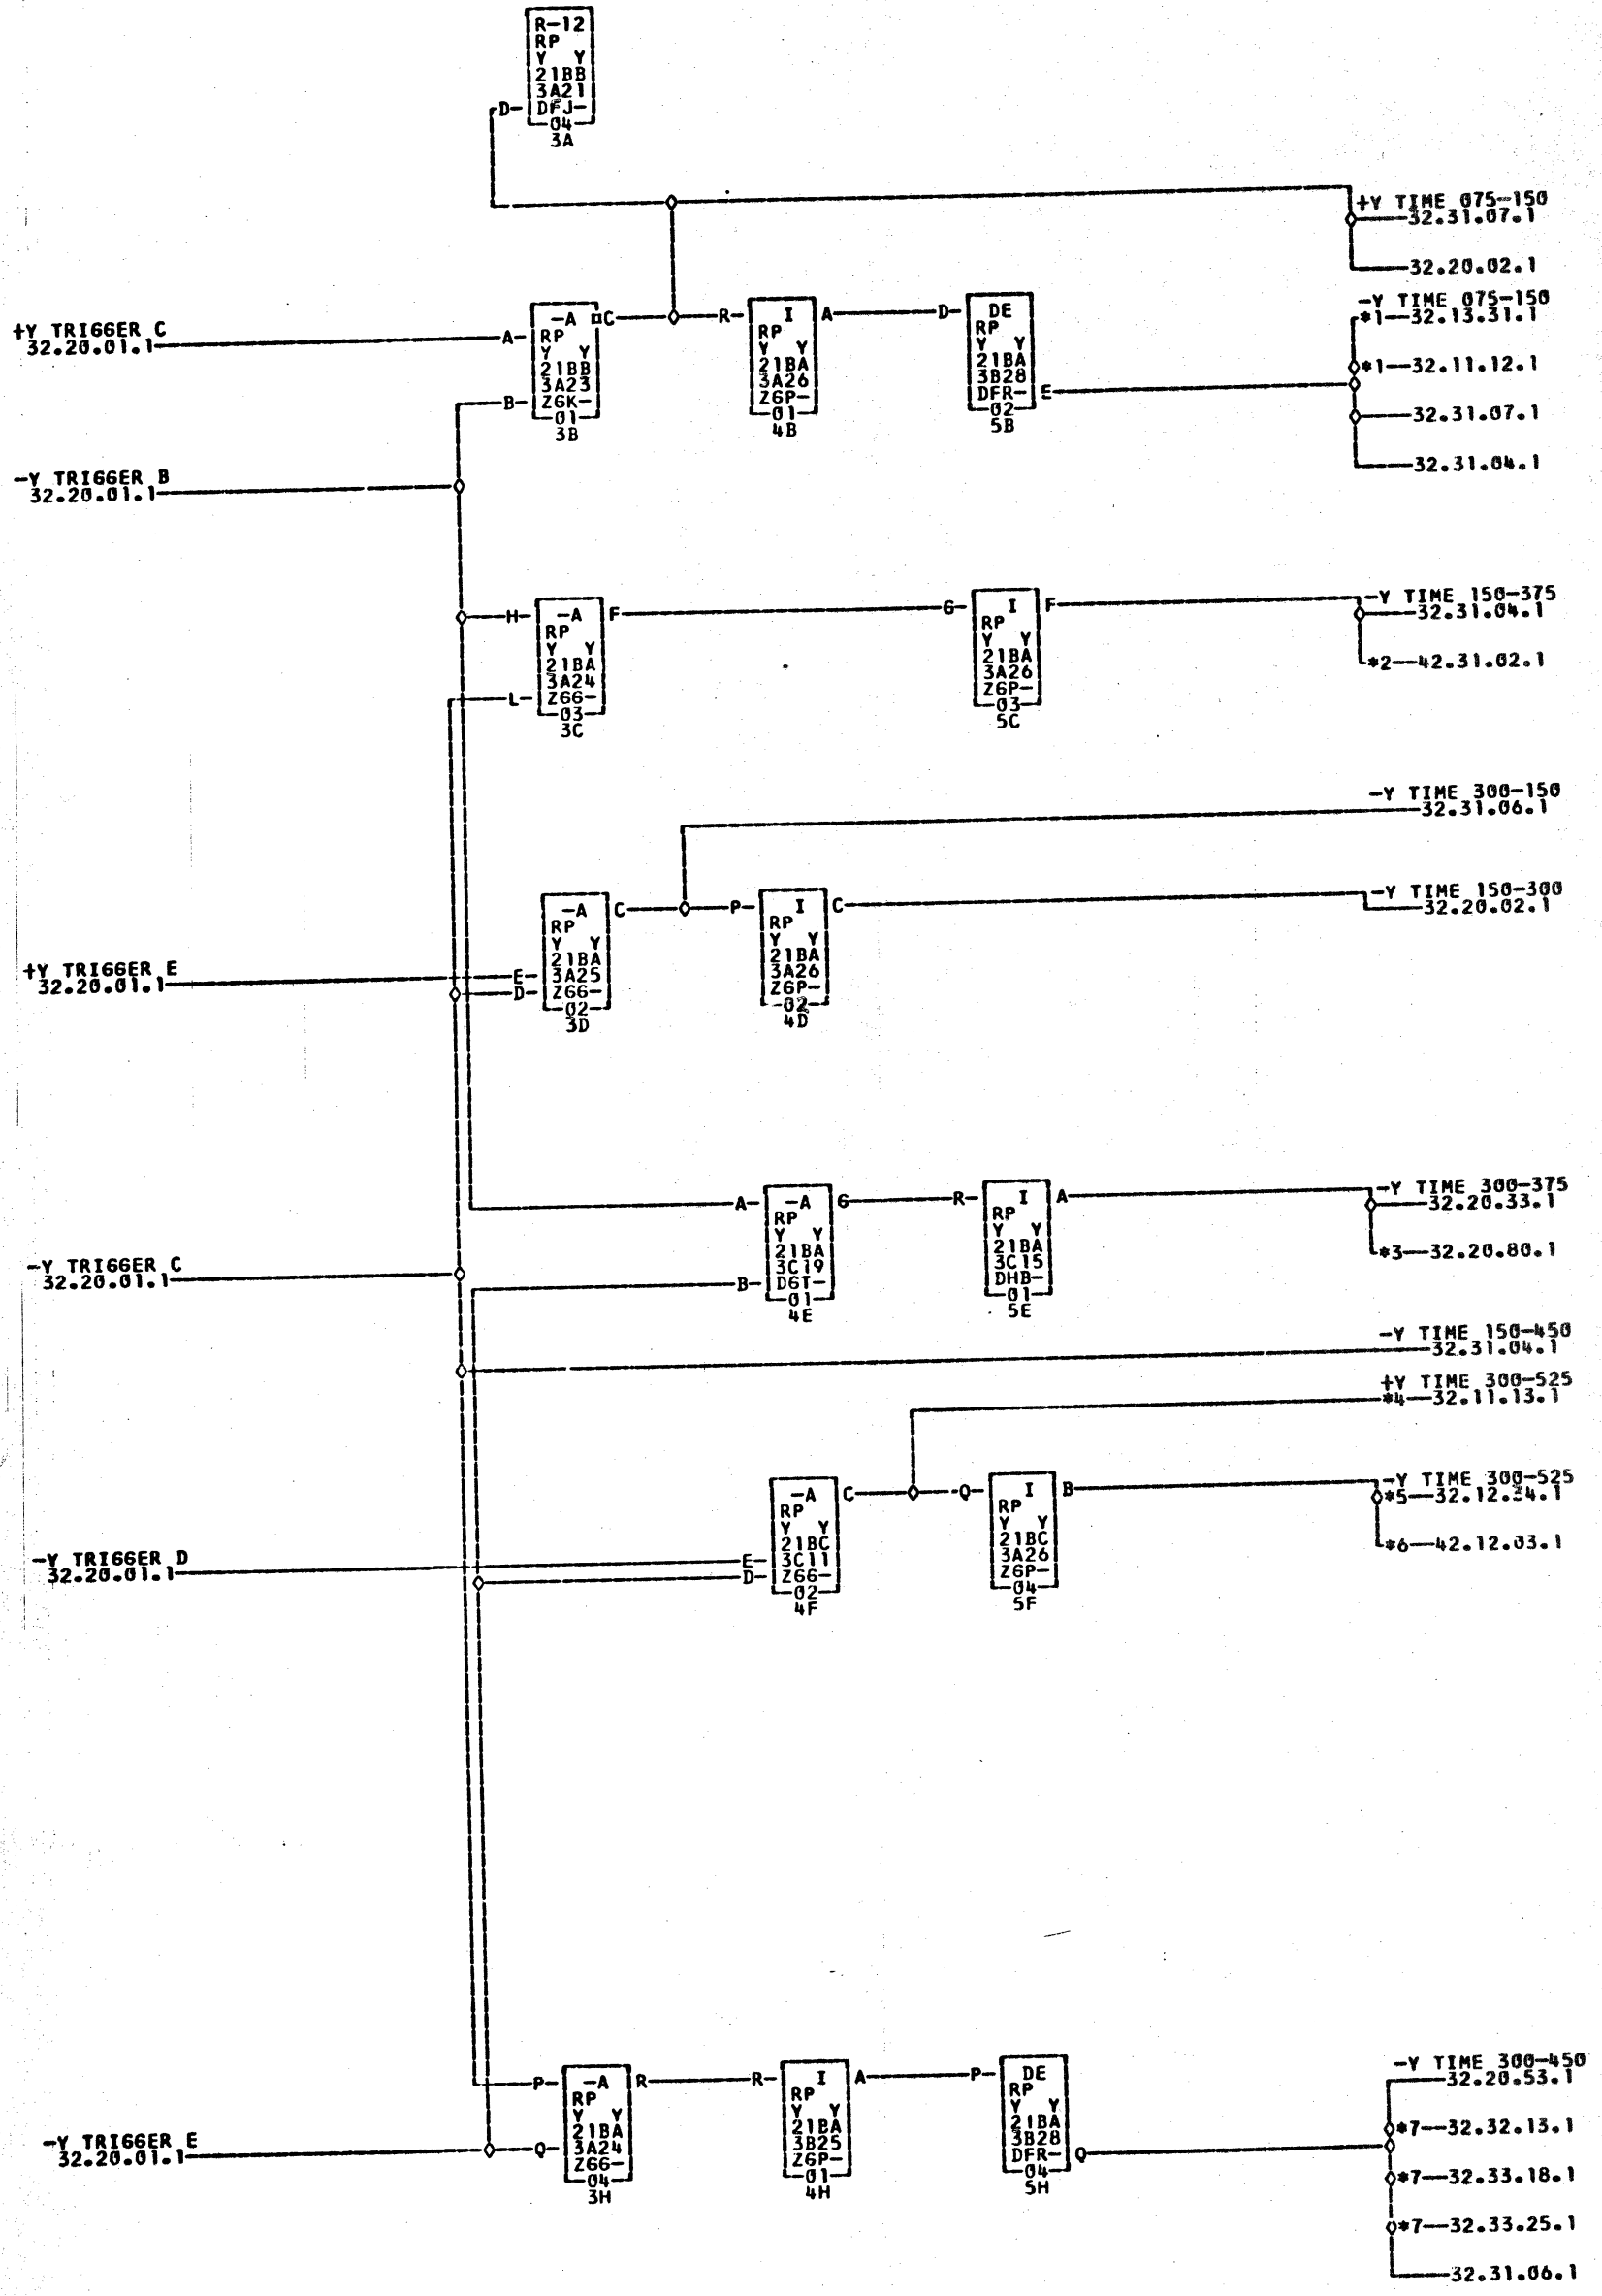 R-12
RP
Y Y
21BB
3A21
D- DFJ-
04
3A
+Y TIME 075-150
32.31.07.1
32.20.02.1
-Y TIME 075-150
*1-32.13.31.1
*1-32.11.12.1
32.31.07.1
32.31.04.1
+Y TRIGGER C
32.20.01.1
A- -A C
RP
Y Y
21BB
3A23
B- Z6K-
01
3B
R- I A
RP
Y Y
21BA
3A26
Z6P-
01
4B
D- DE
RP
Y Y
21BA
3B28
DFR- E
02
5B
-Y TRIGGER B
32.20.01.1
H- -A F
RP
Y Y
21BA
3A24
L- Z66-
03
3C
G- I F
RP
Y Y
21BA
3A26
Z6P-
03
5C
-Y TIME 150-375
32.31.04.1
*2-42.31.02.1
-Y TIME 300-150
32.31.06.1
-A C
RP
Y Y
21BA
E- 3A25
D- Z66-
02
3D
P- I C
RP
Y Y
21BA
3A26
Z6P-
02
4D
-Y TIME 150-300
32.20.02.1
+Y TRIGGER E
32.20.01.1
A- -A G
RP
Y Y
21BA
3C19
B- D6T-
01
4E
R- I A
RP
Y Y
21BA
3C15
DHB-
01
5E
-Y TIME 300-375
32.20.33.1
*3-32.20.80.1
-Y TRIGGER C
32.20.01.1
-Y TIME 150-450
32.31.04.1
+Y TIME 300-525
*4-32.11.13.1
-A C
RP
Y Y
21BC
E- 3C11
D- Z66-
02
4F
-Q- I B
RP
Y Y
21BC
3A26
Z6P-
04
5F
-Y TIME 300-525
*5-32.12.24.1
*6-42.12.03.1
-Y TRIGGER D
32.20.01.1
P- -A R
RP
Y Y
21BA
Q- 3A24
Z66-
04
3H
R- I A
RP
Y Y
21BA
3B25
Z6P-
01
4H
P- DE
RP
Y Y
21BA
3B28
DFR- Q
04
5H
-Y TRIGGER E
32.20.01.1
-Y TIME 300-450
32.20.53.1
*7-32.32.13.1
*7-32.33.18.1
*7-32.33.25.1
32.31.06.1